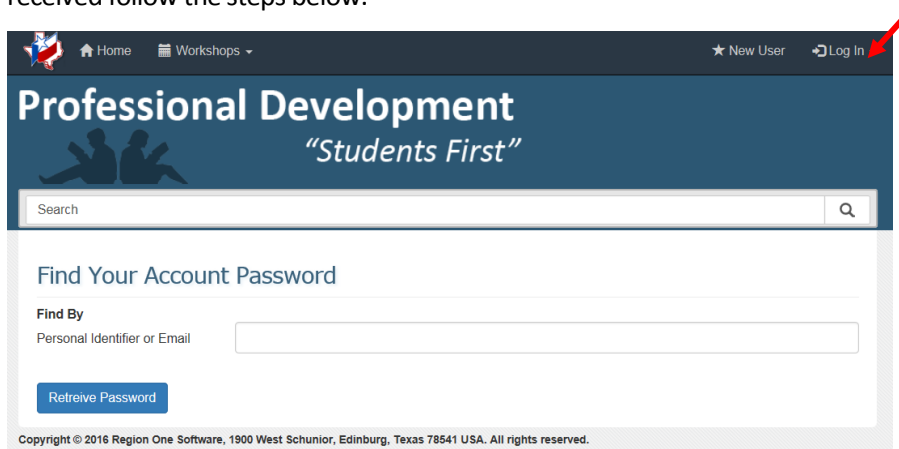 received follow the steps below.
Home Workshops New User Log In
Professional Development
“Students First”
Search
Find Your Account Password
Find By
Personal Identifier or Email
Retreive Password
Copyright © 2016 Region One Software, 1900 West Schunior, Edinburg, Texas 78541 USA. All rights reserved.